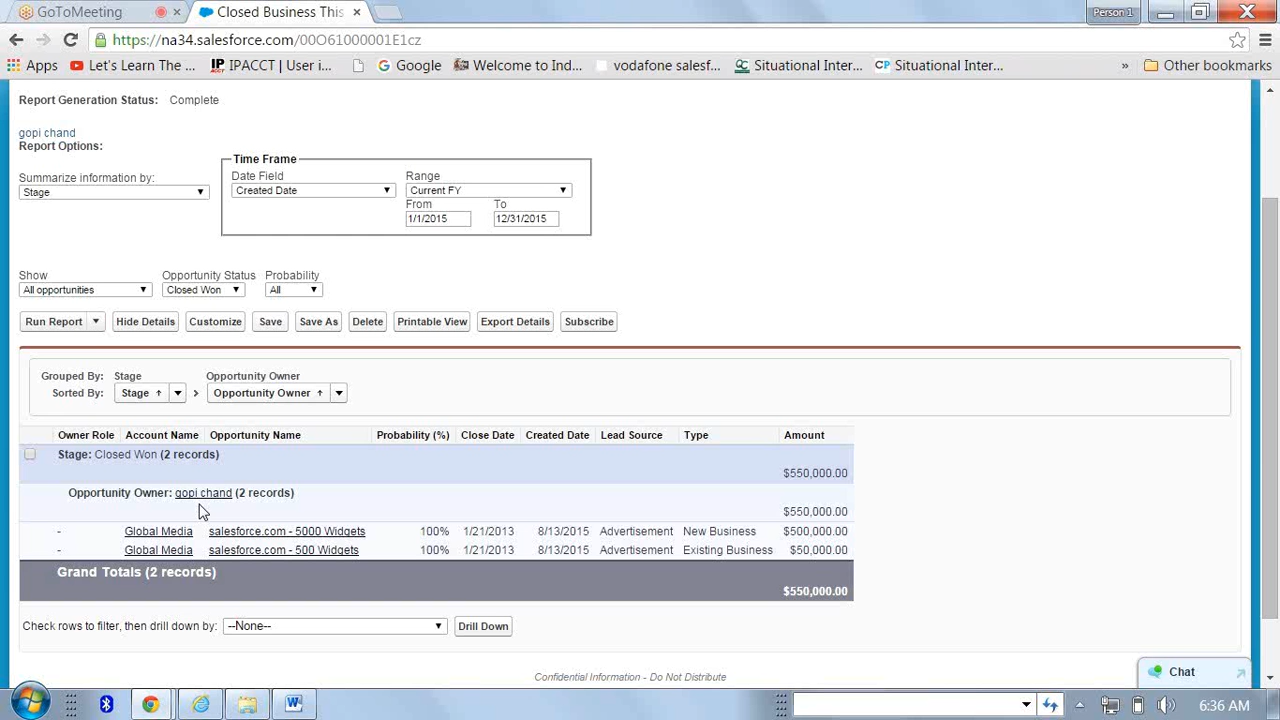 GoToMeeting
Closed Business This
Person 1
https://na34.salesforce.com/00O61000001E1cz
Apps
Let's Learn The ...
IPACCT | User i...
Google
Welcome to Ind...
vodafone salesf...
Situational Inter...
Situational Inter...
»
Other bookmarks
Report Generation Status: Complete
gopi chand
Report Options:
Time Frame
Summarize information by:
Date Field
Range
Stage
Created Date
Current FY
From
To
1/1/2015
12/31/2015
Show
Opportunity Status
Probability
All opportunities
Closed Won
All
Run Report
Hide Details
Customize
Save
Save As
Delete
Printable View
Export Details
Subscribe
Grouped By: Stage Opportunity Owner
Sorted By: Stage ↑ > Opportunity Owner ↑
Owner Role Account Name Opportunity Name Probability (%) Close Date Created Date Lead Source Type Amount
Stage: Closed Won (2 records)
$550,000.00
Opportunity Owner: gopi chand (2 records)
$550,000.00
- Global Media salesforce.com - 5000 Widgets 100% 1/21/2013 8/13/2015 Advertisement New Business $500,000.00
- Global Media salesforce.com - 500 Widgets 100% 1/21/2013 8/13/2015 Advertisement Existing Business $50,000.00
Grand Totals (2 records)
$550,000.00
Check rows to filter, then drill down by: --None-- Drill Down
Chat
Confidential Information - Do Not Distribute
6:36 AM